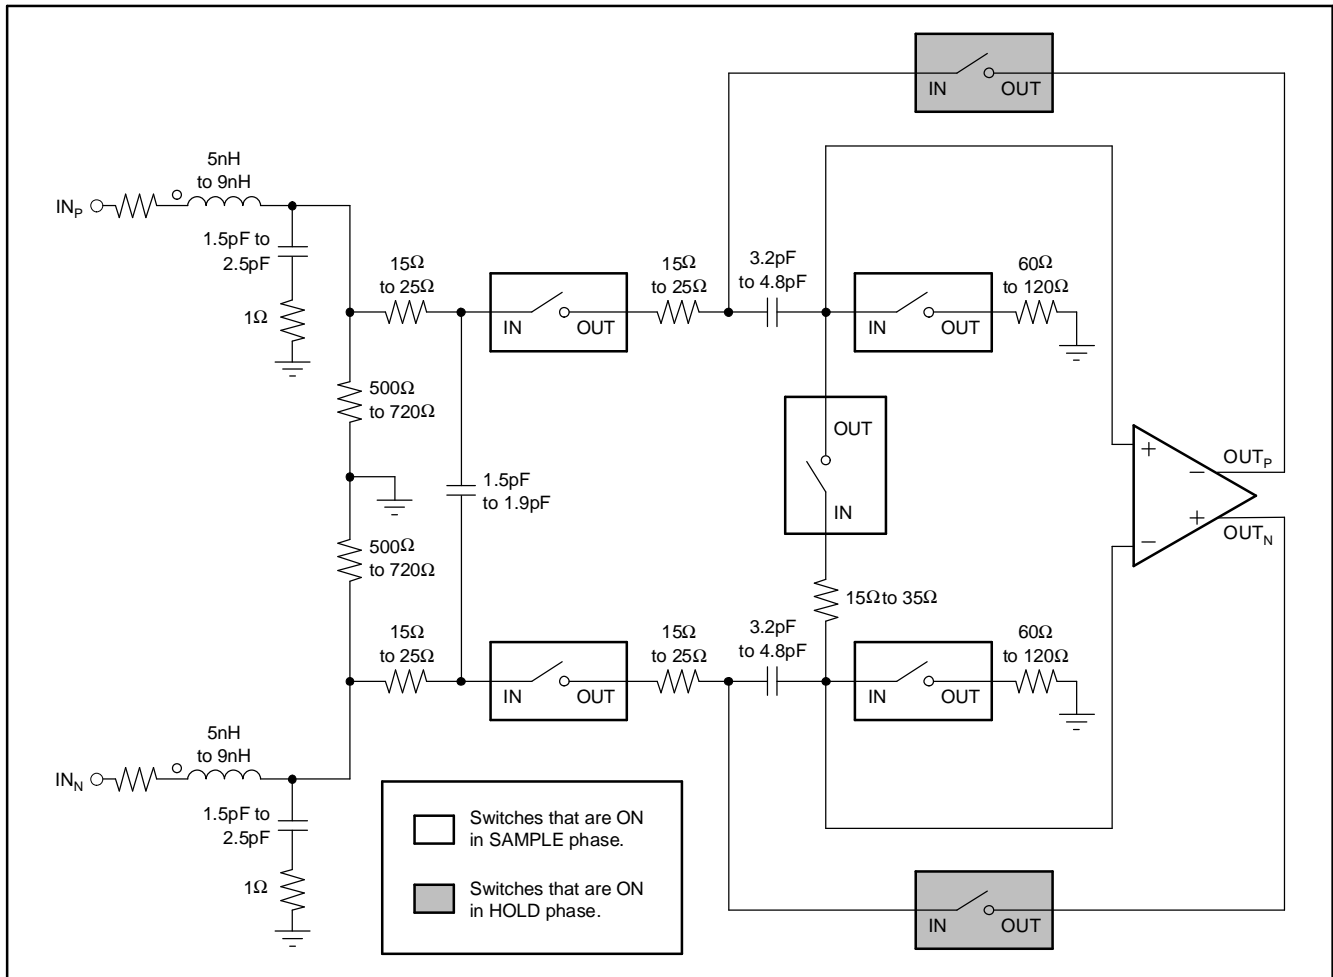 IN OUT
5nH
to 9nH
INP
1.5pF to
2.5pF
1Ω
15Ω
to 25Ω
IN OUT
15Ω
to 25Ω
3.2pF
to 4.8pF
IN OUT
60Ω
to 120Ω
500Ω
to 720Ω
OUT
IN
1.5pF
to 1.9pF
+
−
OUTP
+
OUTN
−
500Ω
to 720Ω
15Ω to 35Ω
15Ω
to 25Ω
IN OUT
15Ω
to 25Ω
3.2pF
to 4.8pF
IN OUT
60Ω
to 120Ω
5nH
to 9nH
INN
1.5pF to
2.5pF
1Ω
Switches that are ON
in SAMPLE phase.
Switches that are ON
in HOLD phase.
IN OUT